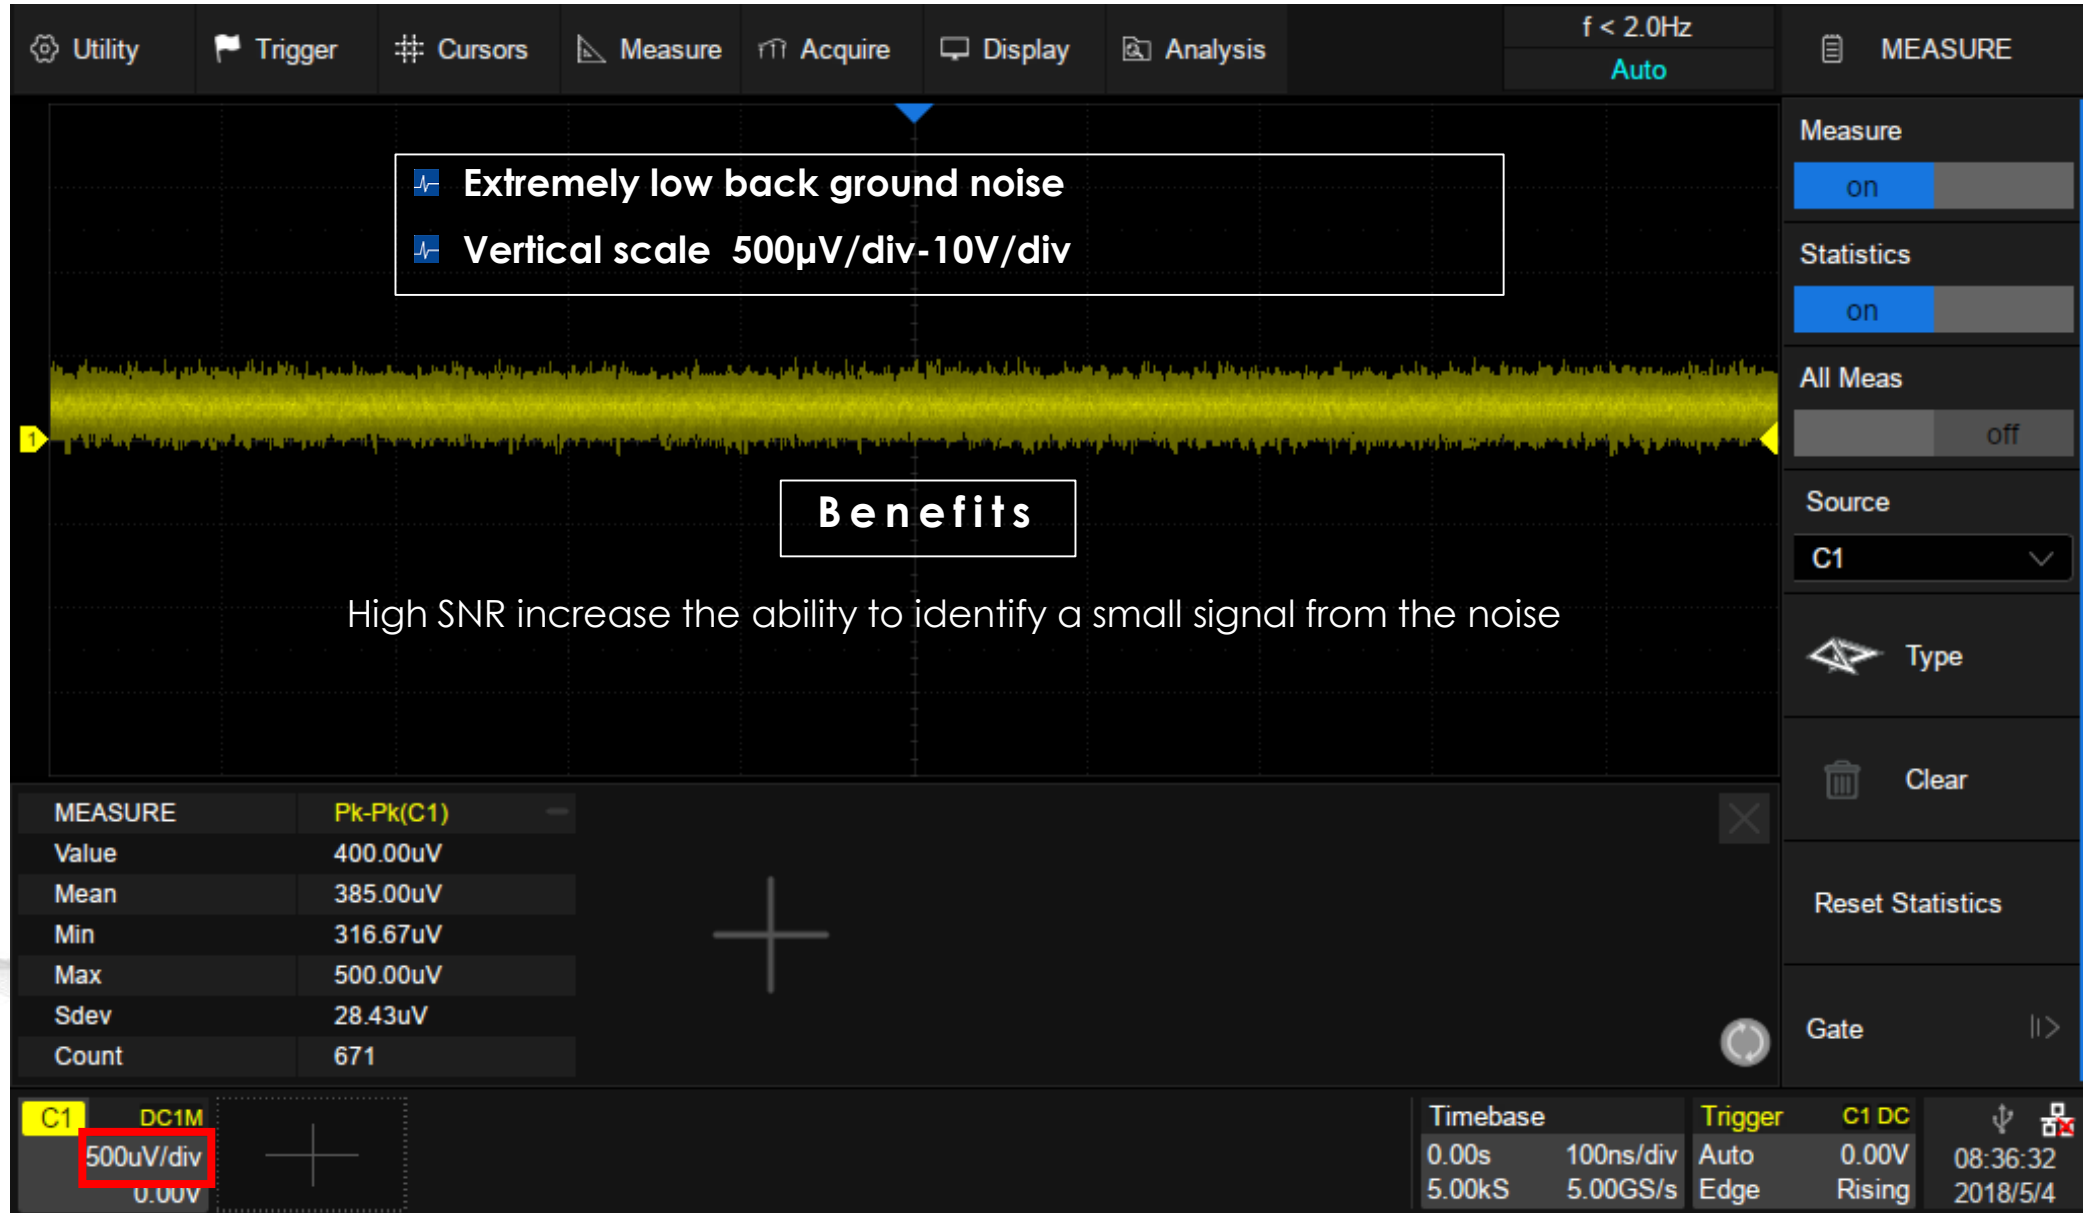 Utility Trigger Cursors Measure Acquire Display Analysis
f < 2.0Hz
Auto
MEASURE
Extremely low back ground noise
Vertical scale 500µV/div-10V/div
1
Benefits
High SNR increase the ability to identify a small signal from the noise
Measure
on
Statistics
on
All Meas
off
Source
C1
Type
Clear
Reset Statistics
Gate
MEASURE Pk-Pk(C1)
Value 400.00uV
Mean 385.00uV
Min 316.67uV
Max 500.00uV
Sdev 28.43uV
Count 671
C1 DC1M
500uV/div
0.00V
Timebase
0.00s 100ns/div
5.00kS 5.00GS/s
Trigger C1 DC
Auto 0.00V
Edge Rising
08:36:32
2018/5/4